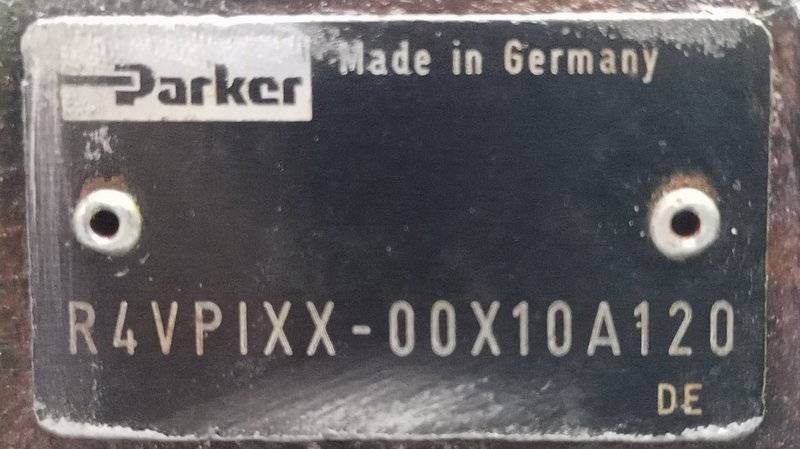 Parker
Made in Germany
R4VPIXX-00X10A120
DE